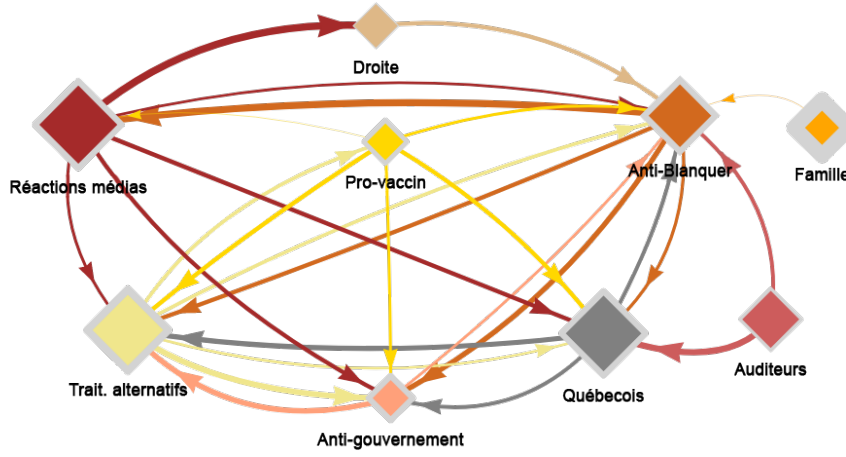 Droite
Réactions médias
Pro-vaccin
Anti-Blanquer
Famille
Trait. alternatifs
Anti-gouvernement
Québecois
Auditeurs